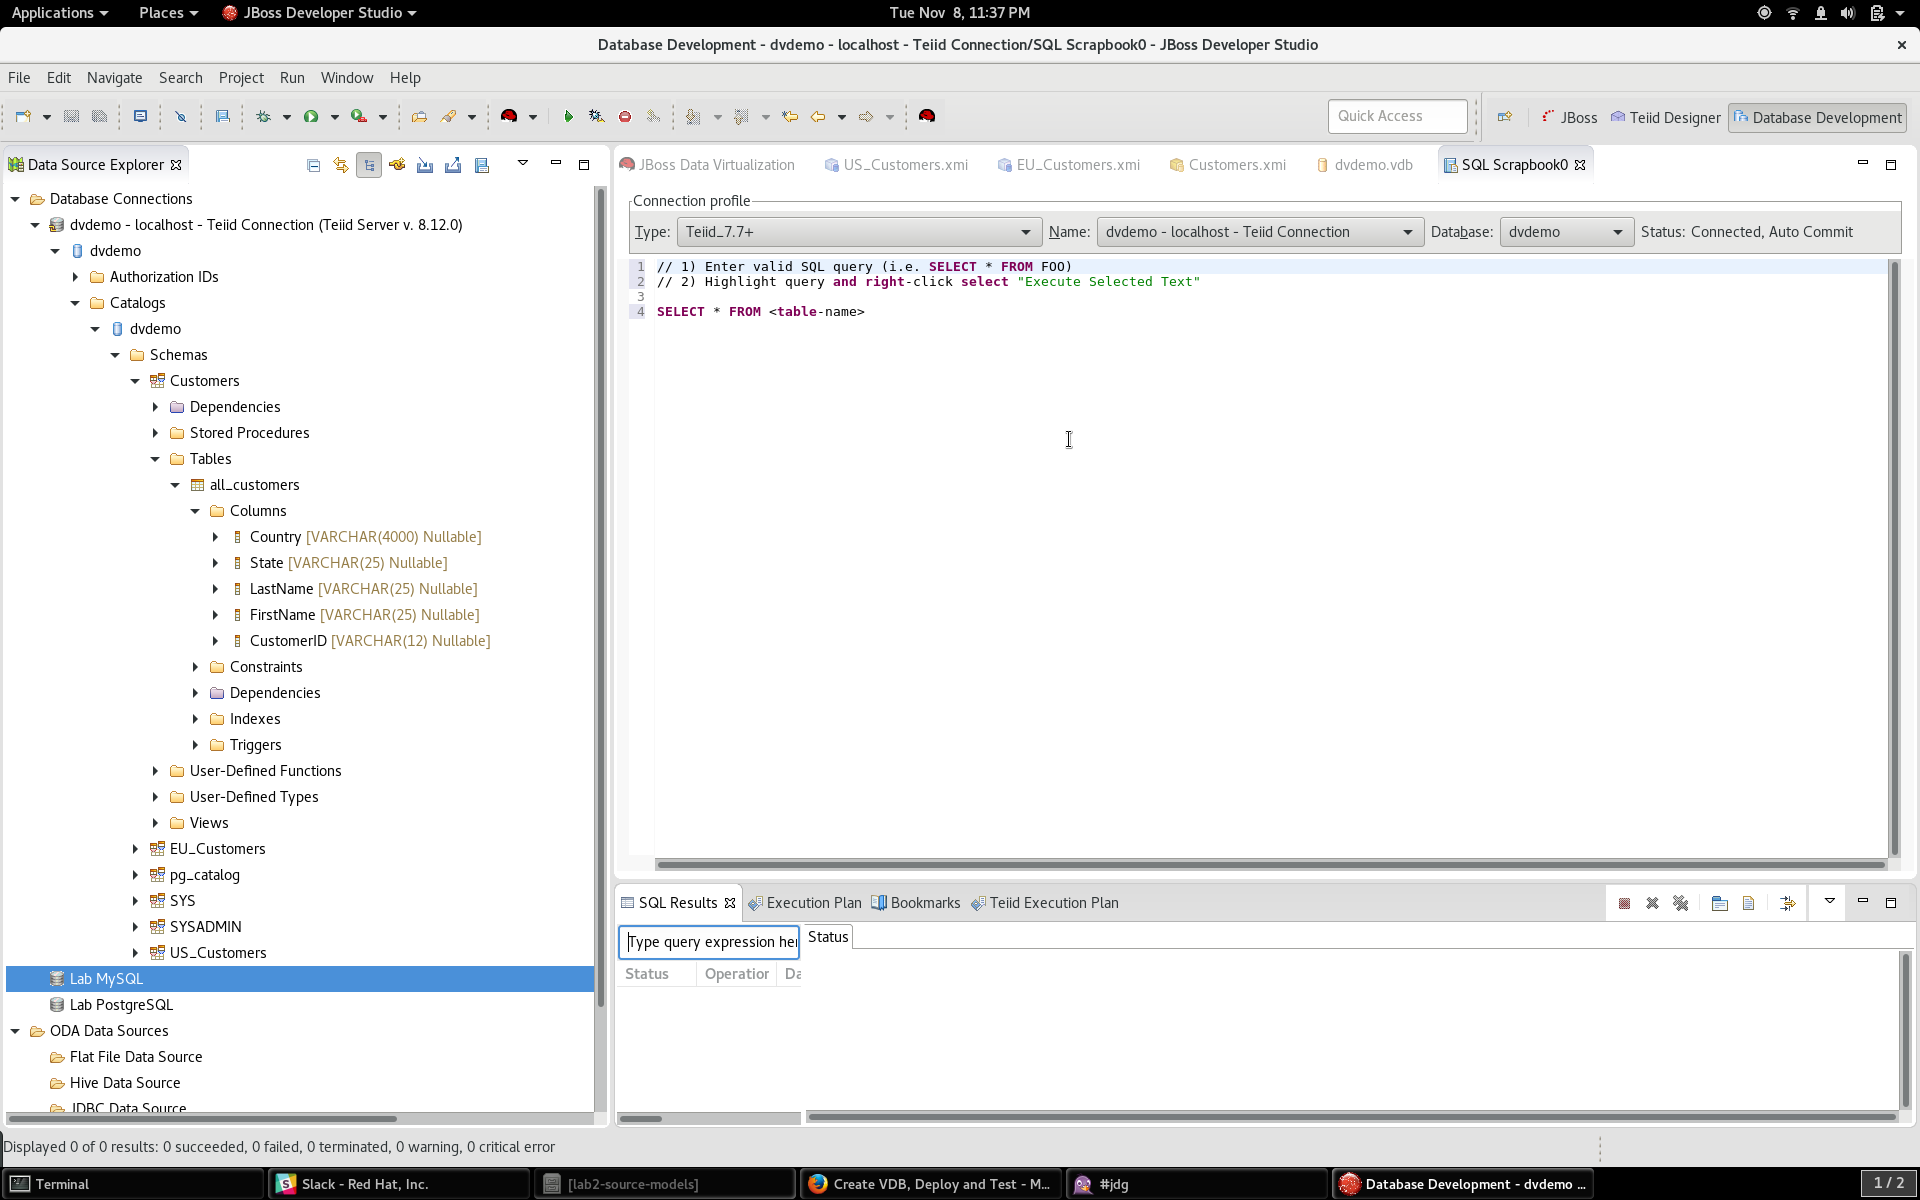 Applications Places JBoss Developer Studio Tue Nov 8, 11:37 PM
Database Development - dvdemo - localhost - Teiid Connection/SQL Scrapbook0 - JBoss Developer Studio
File Edit Navigate Search Project Run Window Help
Quick Access JBoss Teiid Designer Database Development
Data Source Explorer
Database Connections
dvdemo - localhost - Teiid Connection (Teiid Server v. 8.12.0)
dvdemo
Authorization IDs
Catalogs
dvdemo
Schemas
Customers
Dependencies
Stored Procedures
Tables
all_customers
Columns
Country [VARCHAR(4000) Nullable]
State [VARCHAR(25) Nullable]
LastName [VARCHAR(25) Nullable]
FirstName [VARCHAR(25) Nullable]
CustomerID [VARCHAR(12) Nullable]
Constraints
Dependencies
Indexes
Triggers
User-Defined Functions
User-Defined Types
Views
EU_Customers
pg_catalog
SYS
SYSADMIN
US_Customers
Lab MySQL
Lab PostgreSQL
ODA Data Sources
Flat File Data Source
Hive Data Source
JDBC Data Source
JBoss Data Virtualization US_Customers.xmi EU_Customers.xmi Customers.xmi dvdemo.vdb SQL Scrapbook0
Connection profile
Type: Teiid_7.7+ Name: dvdemo - localhost - Teiid Connection Database: dvdemo Status: Connected, Auto Commit
1 // 1) Enter valid SQL query (i.e. SELECT * FROM FOO)
2 // 2) Highlight query and right-click select "Execute Selected Text"
3
4 SELECT * FROM <table-name>
SQL Results Execution Plan Bookmarks Teiid Execution Plan
Type query expression her Status
Status Operation Da
Displayed 0 of 0 results: 0 succeeded, 0 failed, 0 terminated, 0 warning, 0 critical error
Terminal Slack - Red Hat, Inc. [lab2-source-models] Create VDB, Deploy and Test - M... #jdg Database Development - dvdemo ... 1 / 2